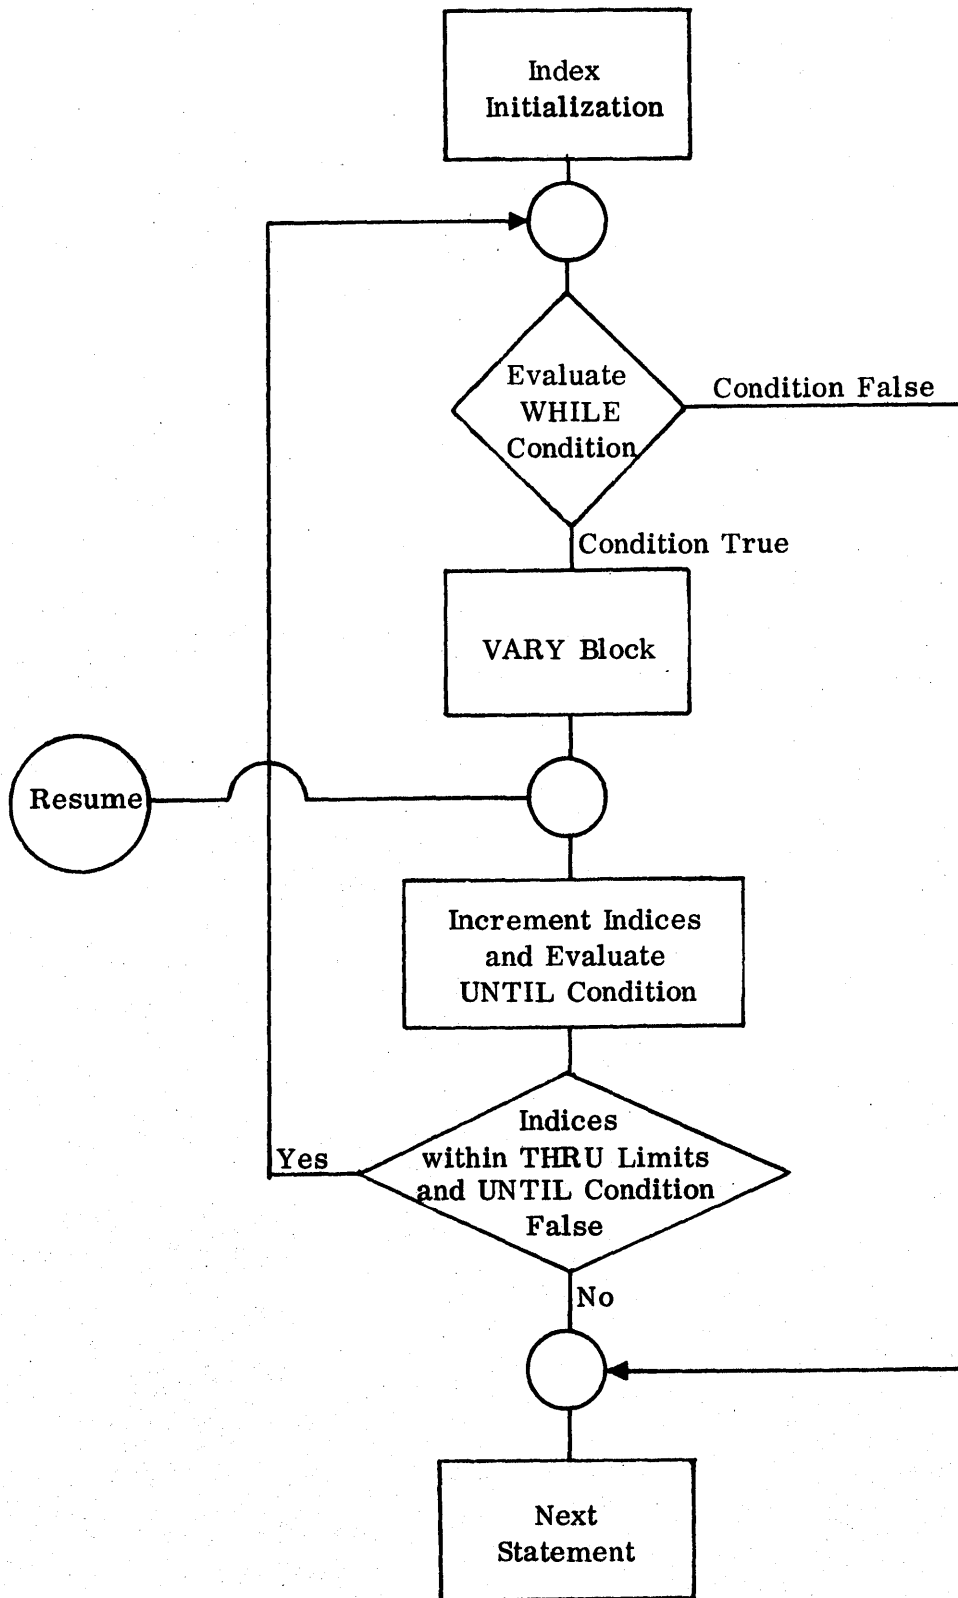 Index
Initialization
Evaluate
WHILE
Condition
Condition False
Condition True
VARY Block
Resume
Increment Indices
and Evaluate
UNTIL Condition
Indices
within THRU Limits
and UNTIL Condition
False
Yes
No
Next
Statement